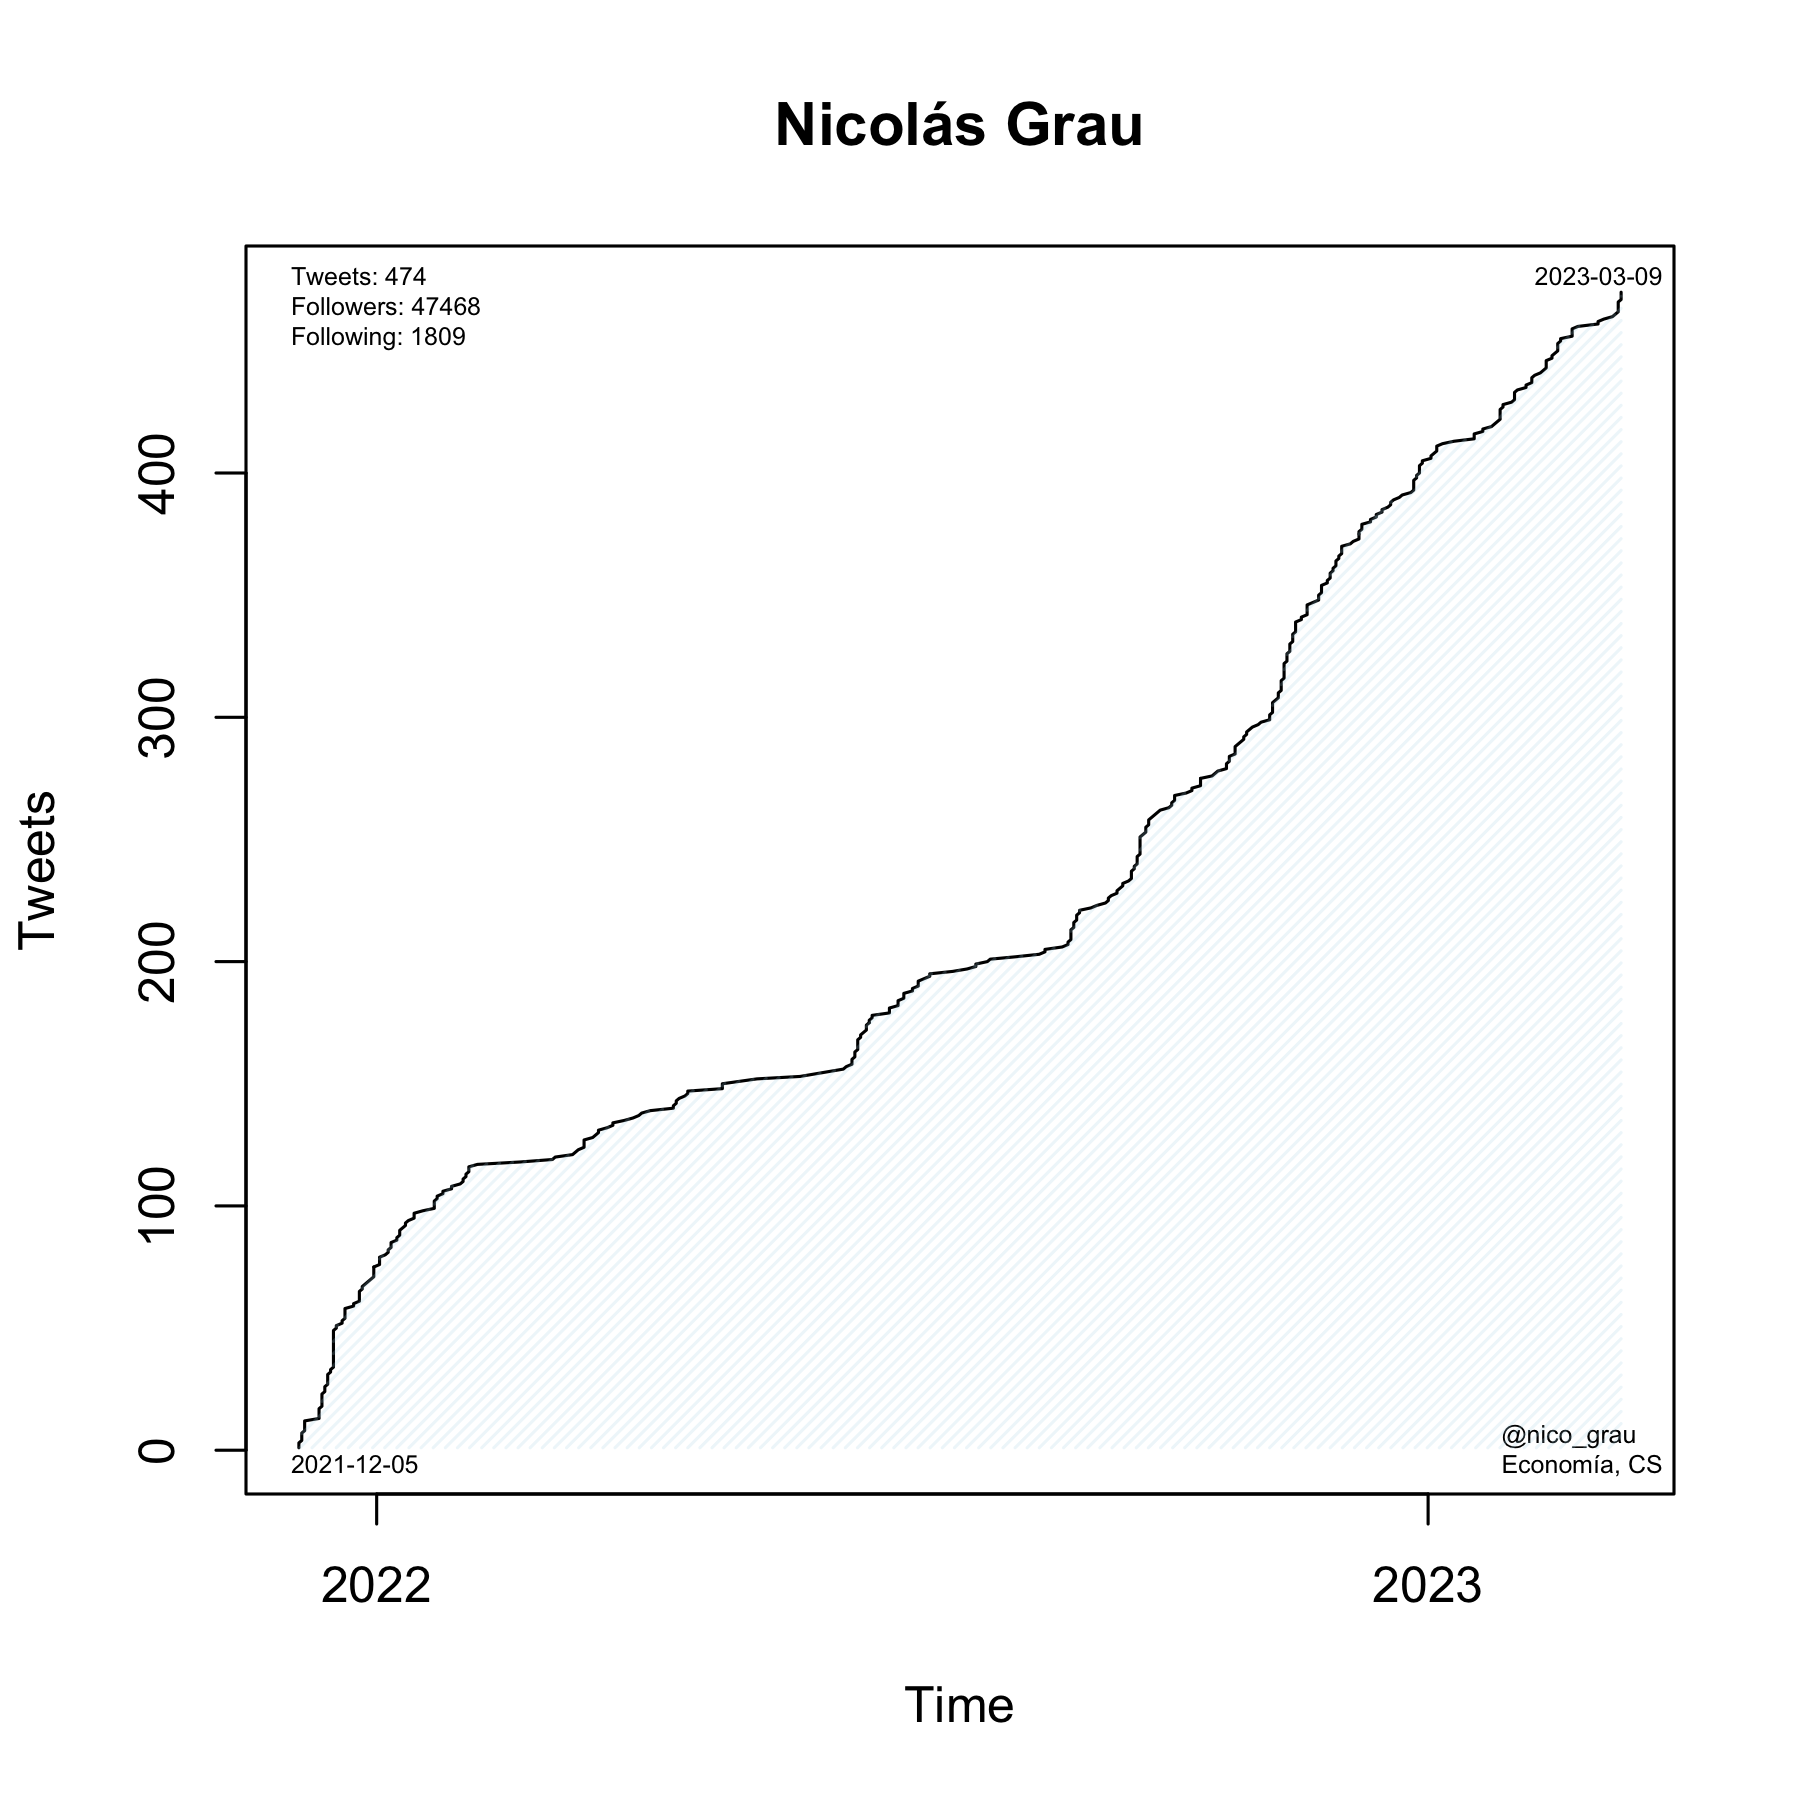 Nicolás Grau
Tweets: 474
Followers: 47468
Following: 1809
2023-03-09
Tweets
400
300
200
100
0
2021-12-05
@nico_grau
Economía, CS
2022
2023
Time